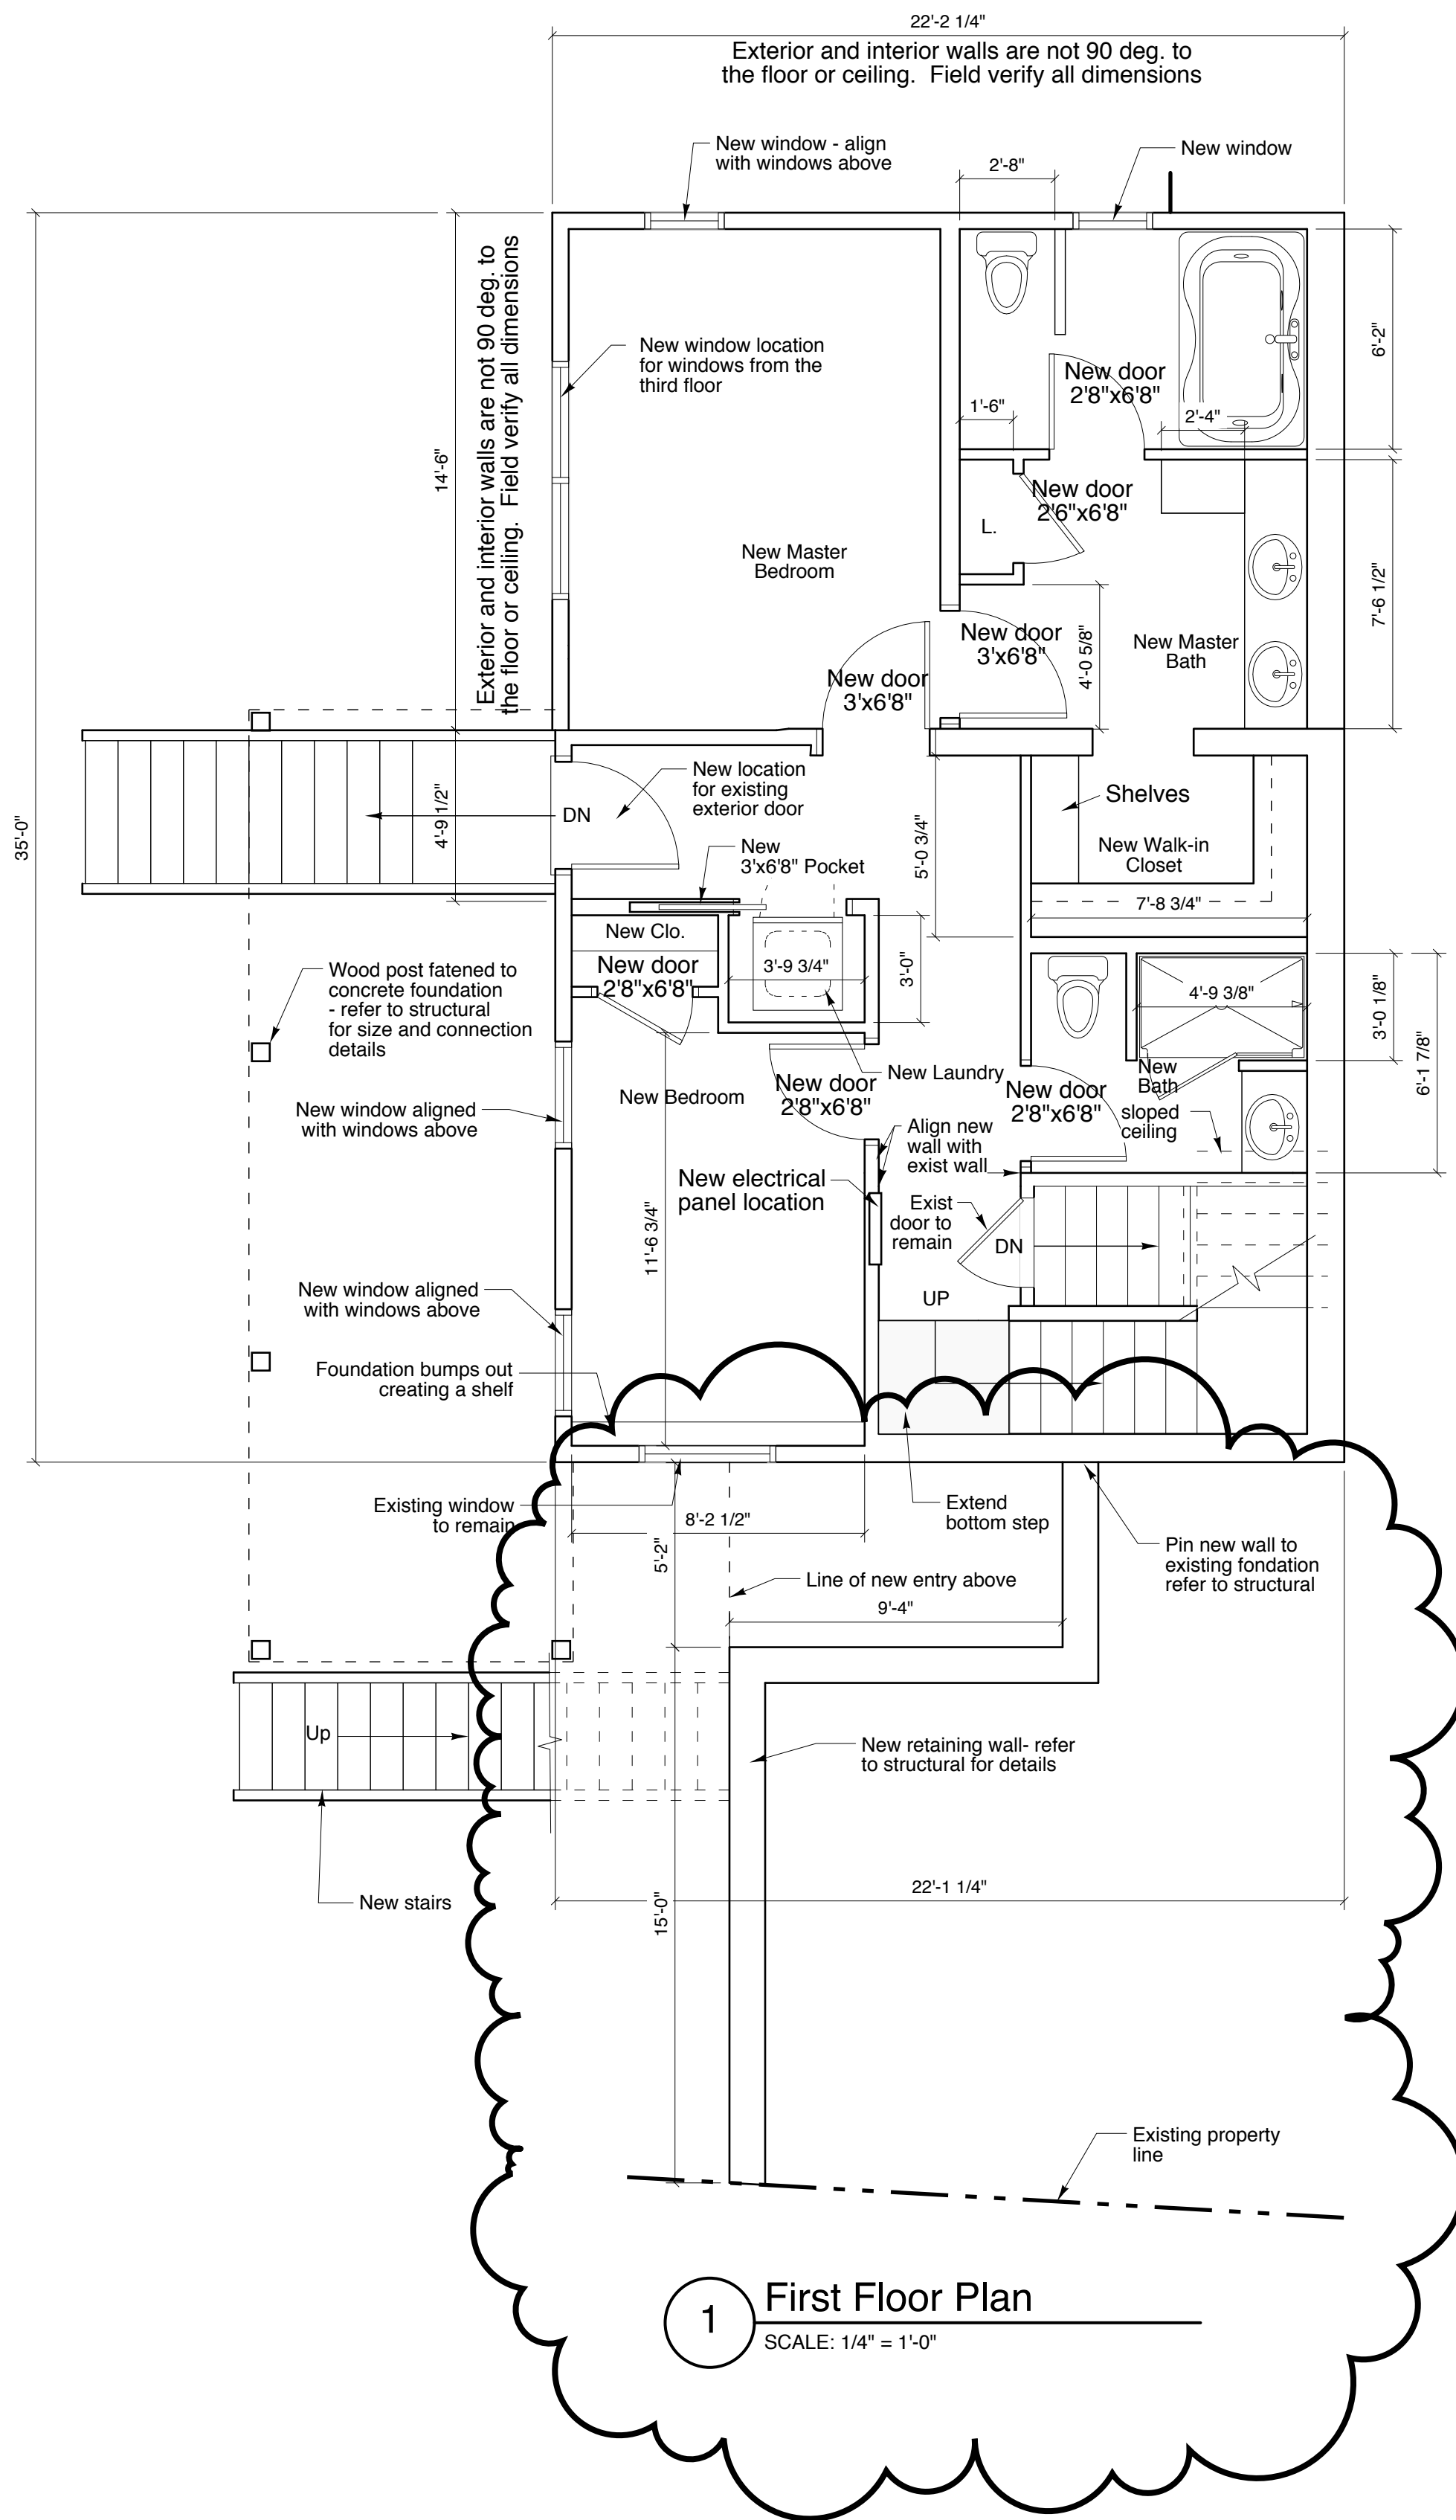 22'-2 1/4"
Exterior and interior walls are not 90 deg. to
the floor or ceiling.  Field verify all dimensions
New window - align
with windows above
New window
2'-8"
Exterior and interior walls are not 90 deg. to
the floor or ceiling.  Field verify all dimensions
14'-6"
35'-0"
New window location
for windows from the
third floor
6'-2"
New door
2'8"x6'8"
1'-6"
2'-4"
New door
2'6"x6'8"
L.
New Master
Bedroom
7'-6 1/2"
New door
3'x6'8"
4'-0 5/8"
New Master
Bath
New door
3'x6'8"
New location
for existing
exterior door
DN
4'-9 1/2"
Shelves
New
3'x6'8" Pocket
5'-0 3/4"
New Walk-in
Closet
7'-8 3/4"
New Clo.
New door
2'8"x6'8"
3'-9 3/4"
3'-0"
Wood post fatened to
concrete foundation
- refer to structural
for size and connection
details
4'-9 3/8"
3'-0 1/8"
6'-1 7/8"
New Laundry
New
Bath
New door
2'8"x6'8"
New door
2'8"x6'8"
New Bedroom
New window aligned
with windows above
sloped
ceiling
Align new
wall with
exist wall
New electrical
panel location
Exist
door to
remain
DN
11'-6 3/4"
UP
New window aligned
with windows above
Foundation bumps out
creating a shelf
Existing window
to remain
8'-2 1/2"
Extend
bottom step
5'-2"
Pin new wall to
existing fondation
refer to structural
Line of new entry above
9'-4"
Up
New retaining wall- refer
to structural for details
New stairs
22'-1 1/4"
15'-0"
Existing property
line
1
First Floor Plan
SCALE: 1/4" = 1'-0"